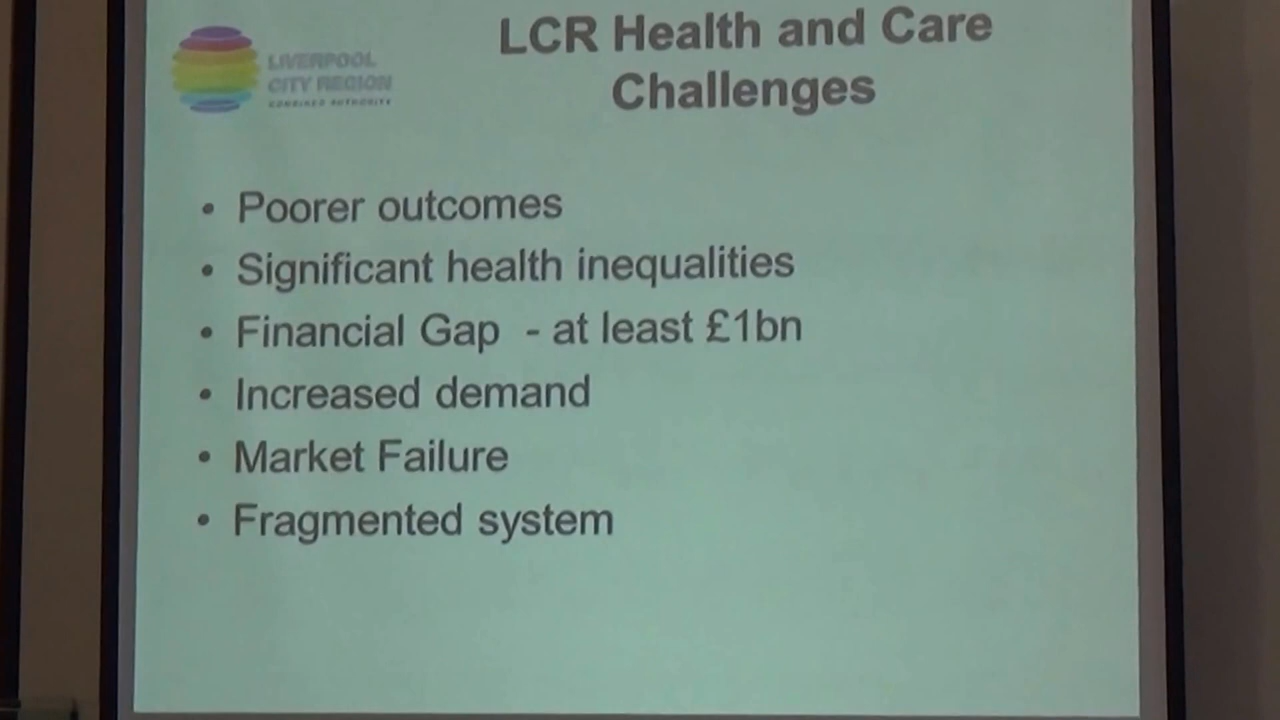 LCR Health and Care
Challenges
LIVERPOOL
CITY REGION
COMBINED AUTHORITY
• Poorer outcomes
• Significant health inequalities
• Financial Gap - at least £1bn
• Increased demand
• Market Failure
• Fragmented system